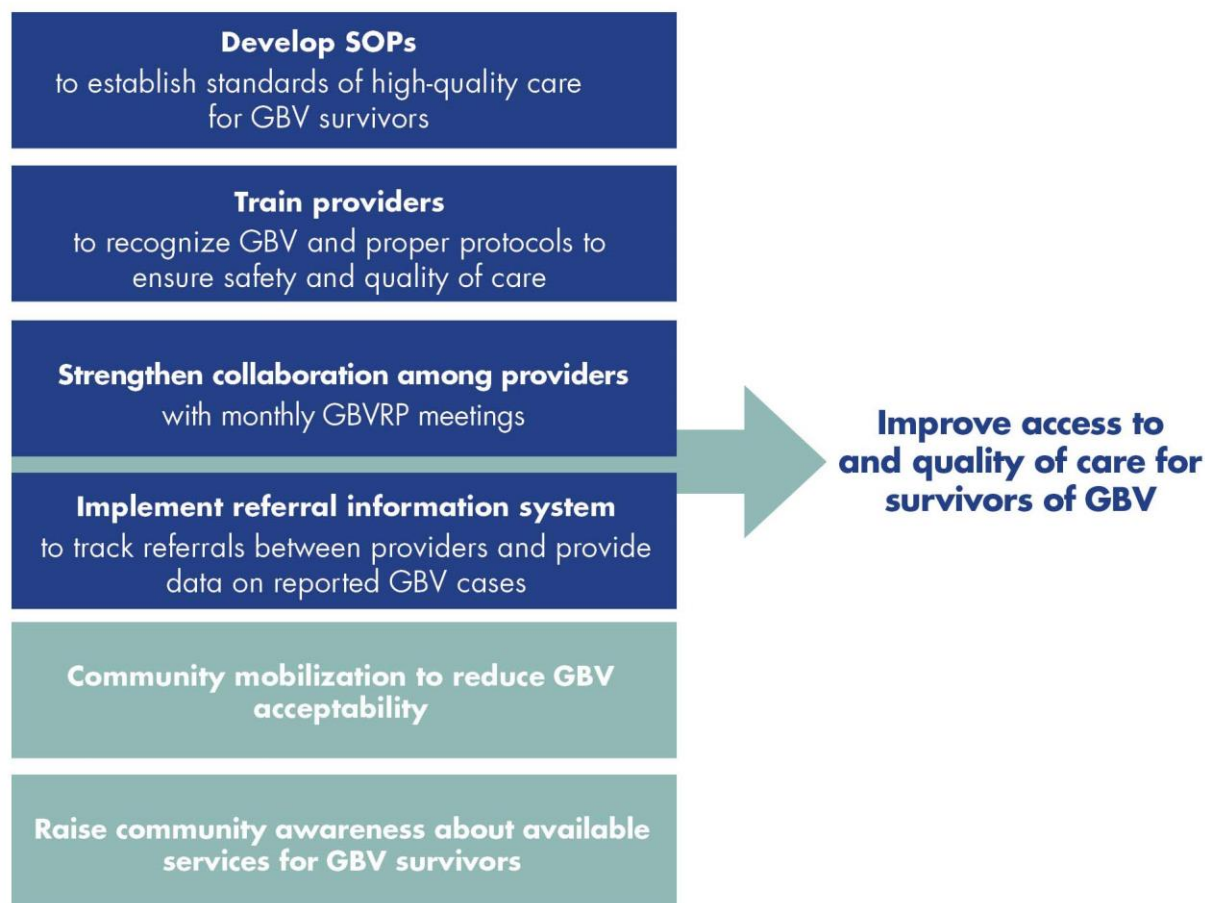 Develop SOPs
to establish standards of high-quality care
for GBV survivors
Train providers
to recognize GBV and proper protocols to
ensure safety and quality of care
Strengthen collaboration among providers
with monthly GBVRP meetings
Implement referral information system
to track referrals between providers and provide
data on reported GBV cases
Community mobilization to reduce GBV
acceptability
Raise community awareness about available
services for GBV survivors
Improve access to
and quality of care for
survivors of GBV